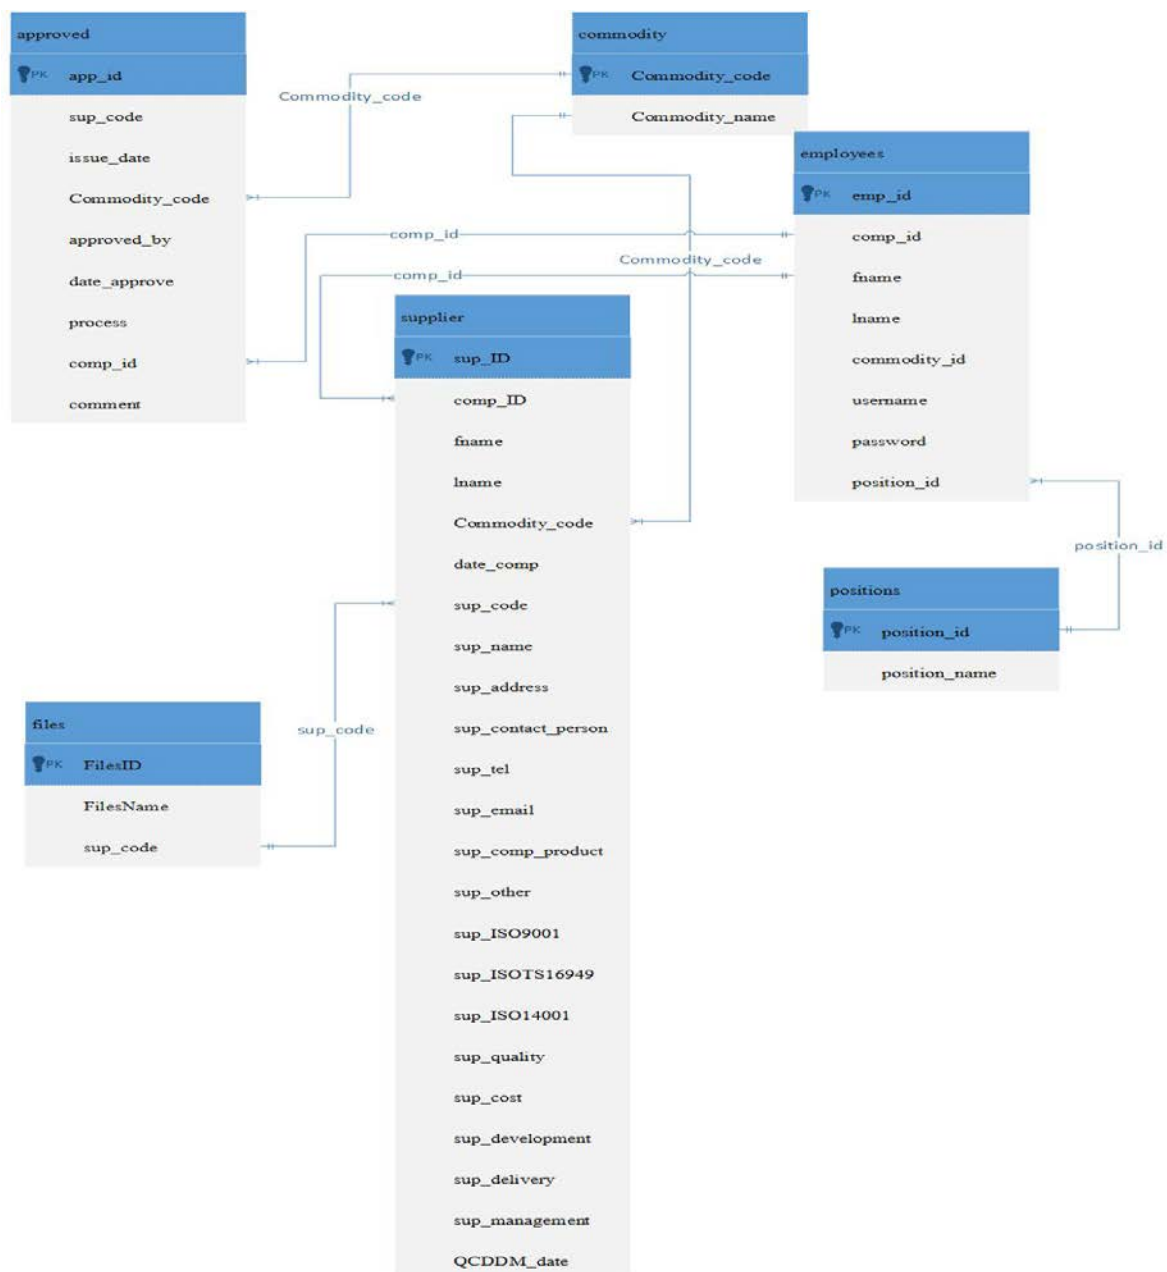 approved
PK app_id
sup_code
issue_date
Commodity_code
approved_by
date_approve
process
comp_id
comment
Commodity_code
commodity
PK Commodity_code
Commodity_name
employees
PK emp_id
comp_id
fname
lname
commodity_id
username
password
position_id
comp_id
Commodity_code
comp_id
supplier
PK sup_ID
comp_ID
fname
lname
Commodity_code
date_comp
sup_code
sup_name
sup_address
sup_contact_person
sup_tel
sup_email
sup_comp_product
sup_other
sup_ISO9001
sup_ISOTS16949
sup_ISO14001
sup_quality
sup_cost
sup_development
sup_delivery
sup_management
QCDDM_date
position_id
positions
PK position_id
position_name
files
PK FilesID
FilesName
sup_code
sup_code